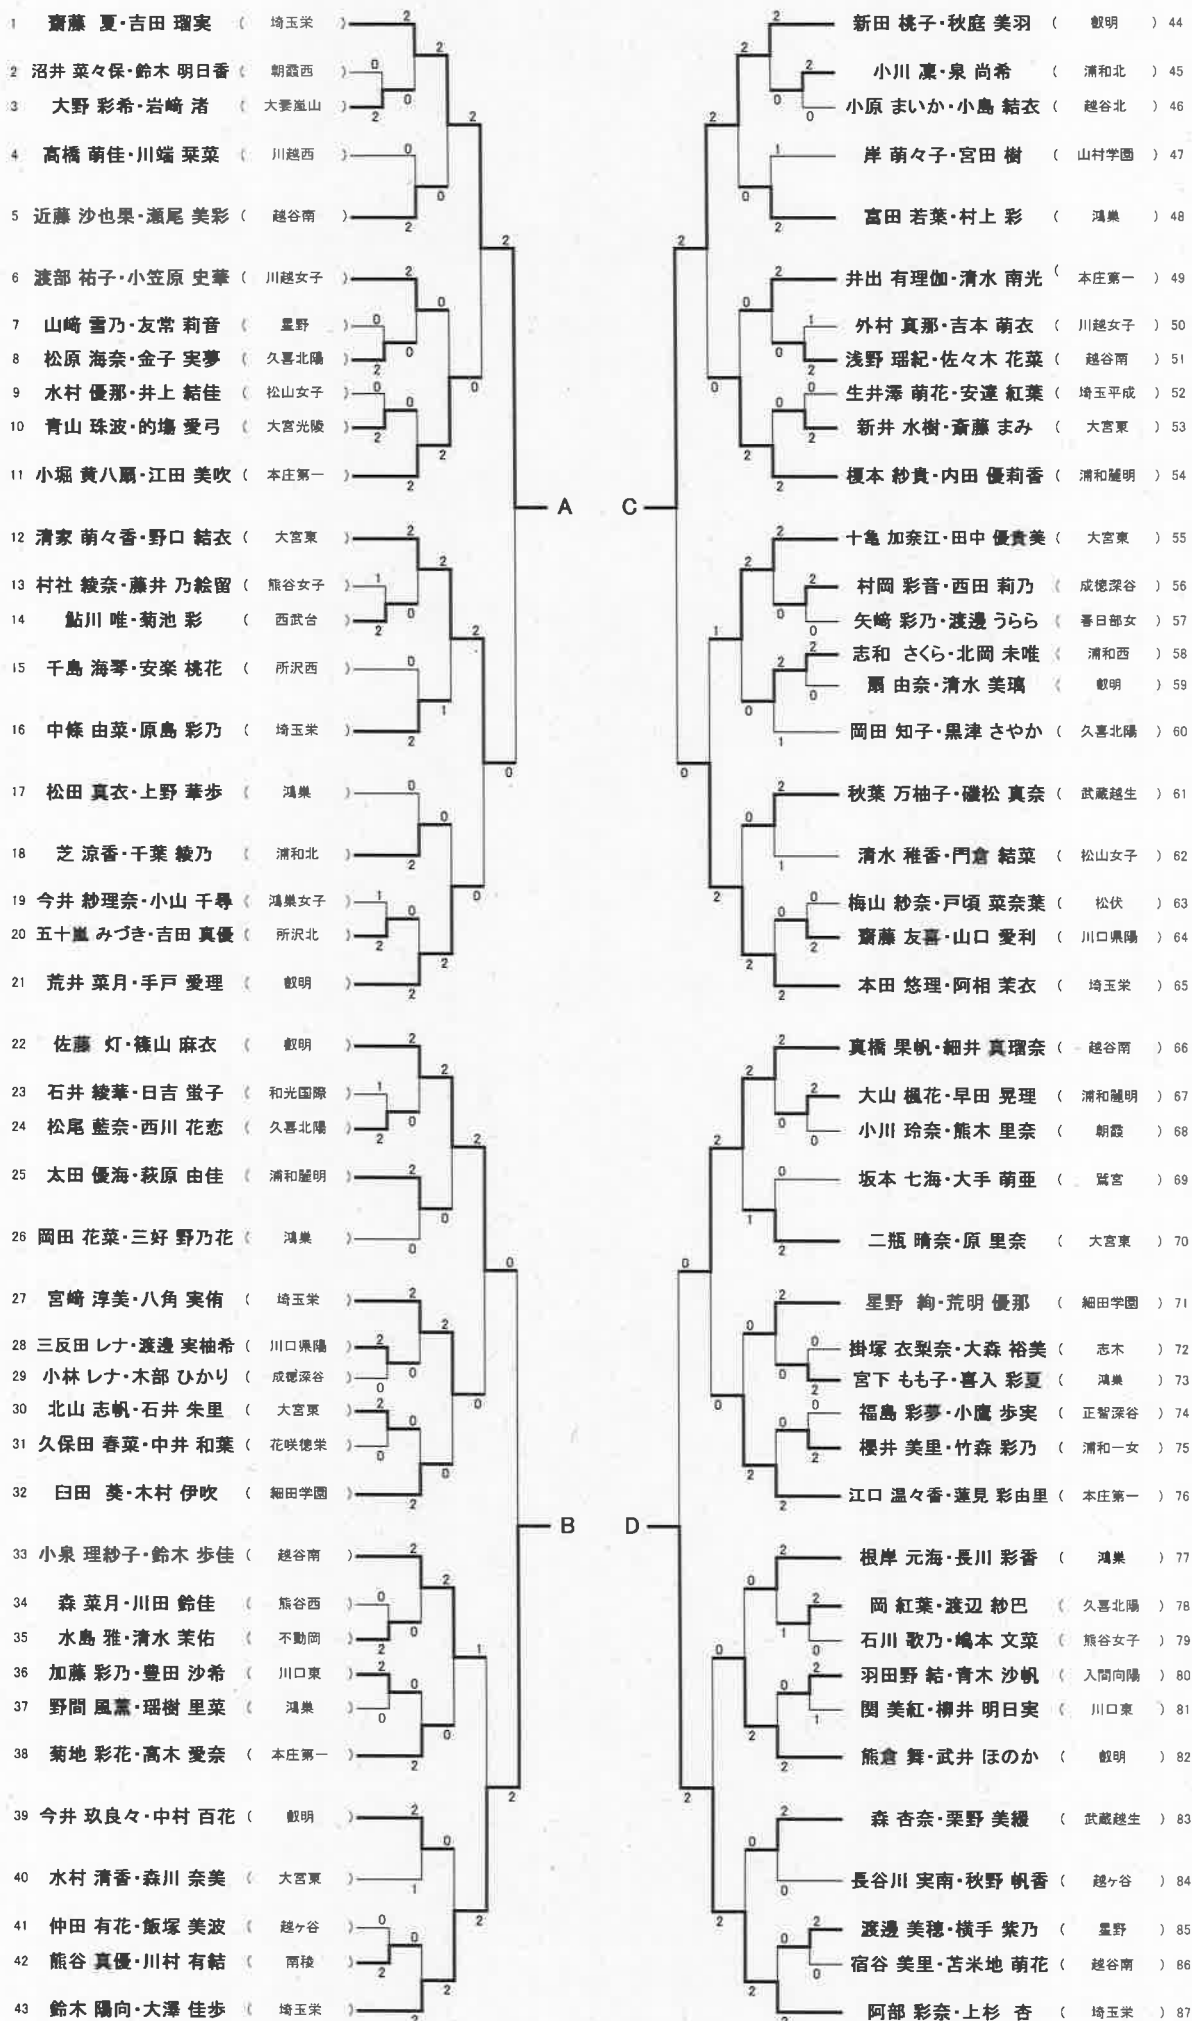 1 齋藤 夏・吉田 瑠実 ( 埼玉栄 )
2 沼井 菜々保・鈴木 明日香 ( 朝霞西 )
3 大野 彩希・岩﨑 渚 ( 大妻嵐山 )
4 髙橋 萌佳・川端 栞菜 ( 川越西 )
5 近藤 沙也果・瀬尾 美彩 ( 越谷南 )
6 渡部 祐子・小笠原 史華 ( 川越女子 )
7 山﨑 雪乃・友常 莉音 ( 星野 )
8 松原 海奈・金子 実夢 ( 久喜北陽 )
9 水村 優那・井上 結佳 ( 松山女子 )
10 青山 珠波・的塲 愛弓 ( 大宮光陵 )
11 小堀 黄八扇・江田 美吹 ( 本庄第一 )
12 清家 萌々香・野口 結衣 ( 大宮東 )
13 村社 綾奈・藤井 乃絵留 ( 熊谷女子 )
14 鮎川 唯・菊池 彩 ( 西武台 )
15 千島 海琴・安楽 桃花 ( 所沢西 )
16 中條 由菜・原島 彩乃 ( 埼玉栄 )
17 松田 真衣・上野 華歩 ( 鴻巣 )
18 芝 涼香・千葉 綾乃 ( 浦和北 )
19 今井 紗理奈・小山 千尋 ( 鴻巣女子 )
20 五十嵐 みづき・吉田 真優 ( 所沢北 )
21 荒井 菜月・手戸 愛理 ( 叡明 )
22 佐藤 灯・篠山 麻衣 ( 叡明 )
23 石井 綾華・日吉 蛍子 ( 和光国際 )
24 松尾 藍奈・西川 花恋 ( 久喜北陽 )
25 太田 優海・萩原 由佳 ( 浦和麗明 )
26 岡田 花菜・三好 野乃花 ( 鴻巣 )
27 宮﨑 淳美・八角 実侑 ( 埼玉栄 )
28 三反田 レナ・渡邊 実柚希 ( 川口県陽 )
29 小林 レナ・木部 ひかり ( 成徳深谷 )
30 北山 志帆・石井 朱里 ( 大宮東 )
31 久保田 春菜・中井 和葉 ( 花咲徳栄 )
32 臼田 葵・木村 伊吹 ( 細田学園 )
33 小泉 理紗子・鈴木 歩佳 ( 越谷南 )
34 森 菜月・川田 鈴佳 ( 熊谷西 )
35 水島 雅・清水 茉佑 ( 不動岡 )
36 加藤 彩乃・豊田 沙希 ( 川口東 )
37 野間 風薫・瑶樹 里菜 ( 鴻巣 )
38 菊地 彩花・髙木 愛奈 ( 本庄第一 )
39 今井 玖良々・中村 百花 ( 叡明 )
40 水村 清香・森川 奈美 ( 大宮東 )
41 仲田 有花・飯塚 美波 ( 越ヶ谷 )
42 熊谷 真優・川村 有結 ( 南稜 )
43 鈴木 陽向・大澤 佳歩 ( 埼玉栄 )
A
B
C
D
新田 桃子・秋庭 美羽 ( 叡明 ) 44
小川 凜・泉 尚希 ( 浦和北 ) 45
小原 まいか・小島 結衣 ( 越谷北 ) 46
岸 萌々子・宮田 樹 ( 山村学園 ) 47
富田 若葉・村上 彩 ( 鴻巣 ) 48
井出 有理伽・清水 南光 ( 本庄第一 ) 49
外村 真那・吉本 萌衣 ( 川越女子 ) 50
浅野 瑶紀・佐々木 花菜 ( 越谷南 ) 51
生井澤 萌花・安達 紅葉 ( 埼玉平成 ) 52
新井 水樹・斎藤 まみ ( 大宮東 ) 53
榎本 紗貴・内田 優莉香 ( 浦和麗明 ) 54
十亀 加奈江・田中 優貴美 ( 大宮東 ) 55
村岡 彩音・西田 莉乃 ( 成徳深谷 ) 56
矢﨑 彩乃・渡邊 うらら ( 春日部女 ) 57
志和 さくら・北岡 未唯 ( 浦和西 ) 58
扇 由奈・清水 美璃 ( 叡明 ) 59
岡田 知子・黒津 さやか ( 久喜北陽 ) 60
秋葉 万柚子・磯松 真奈 ( 武蔵越生 ) 61
清水 稚香・門倉 結菜 ( 松山女子 ) 62
梅山 紗奈・戸頃 菜奈葉 ( 松伏 ) 63
齋藤 友喜・山口 愛利 ( 川口県陽 ) 64
本田 悠理・阿相 茉衣 ( 埼玉栄 ) 65
真橋 果帆・細井 真瑠奈 ( 越谷南 ) 66
大山 楓花・早田 晃理 ( 浦和麗明 ) 67
小川 玲奈・熊木 里奈 ( 朝霞 ) 68
坂本 七海・大手 萌亜 ( 鷲宮 ) 69
二瓶 晴奈・原 里奈 ( 大宮東 ) 70
星野 絢・荒明 優那 ( 細田学園 ) 71
掛塚 衣梨奈・大森 裕美 ( 志木 ) 72
宮下 もも子・喜入 彩夏 ( 鴻巣 ) 73
福島 彩夢・小鷹 歩実 ( 正智深谷 ) 74
櫻井 美里・竹森 彩乃 ( 浦和一女 ) 75
江口 温々香・蓮見 彩由里 ( 本庄第一 ) 76
根岸 元海・長川 彩香 ( 鴻巣 ) 77
岡 紅葉・渡辺 紗巴 ( 久喜北陽 ) 78
石川 歌乃・嶋本 文菜 ( 熊谷女子 ) 79
羽田野 結・青木 沙帆 ( 入間向陽 ) 80
関 美紅・柳井 明日実 ( 川口東 ) 81
熊倉 舞・武井 ほのか ( 叡明 ) 82
森 杏奈・栗野 美緩 ( 武蔵越生 ) 83
長谷川 実南・秋野 帆香 ( 越ヶ谷 ) 84
渡邊 美穂・横手 紫乃 ( 星野 ) 85
宿谷 美里・苫米地 萌花 ( 越谷南 ) 86
阿部 彩奈・上杉 杏 ( 埼玉栄 ) 87